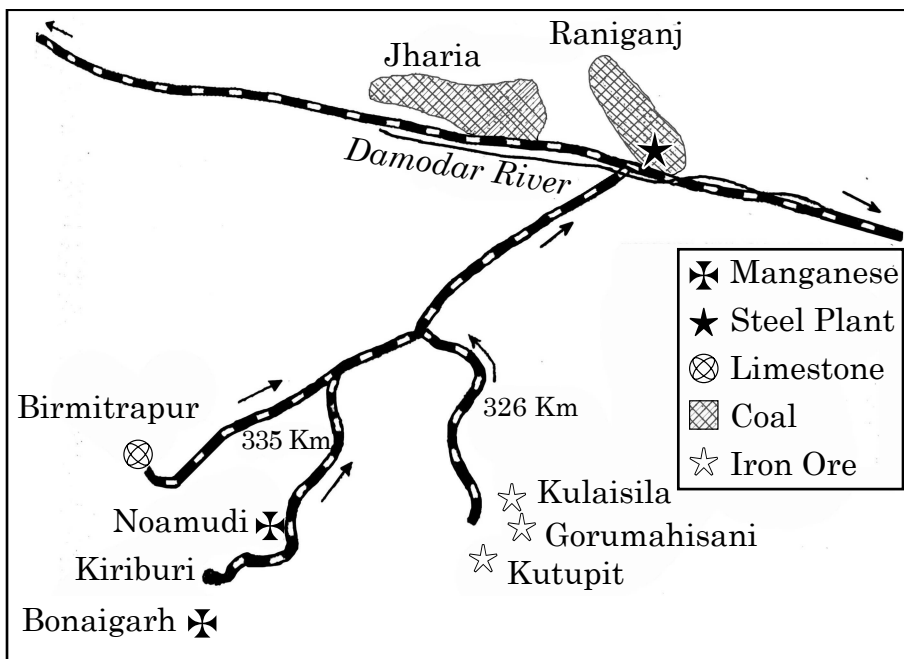 Raniganj
Jharia
Damodar River
Manganese
Steel Plant
Limestone
Coal
Iron Ore
Birmitrapur
335 Km
326 Km
Noamudi
Kiriburi
Bonaigarh
Kulaisila
Gorumahisani
Kutupit